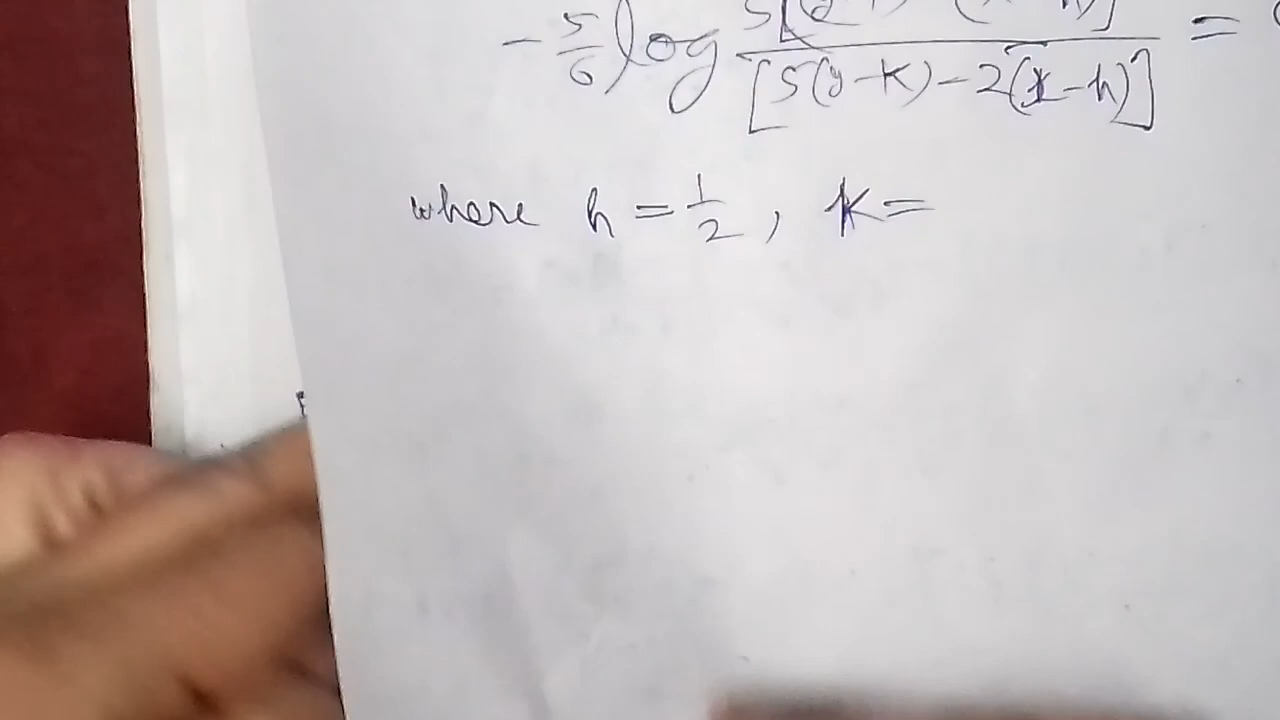 -5/6 log 5[
[5(y-k)-2(x-h)] =
where h = 1/2, k =